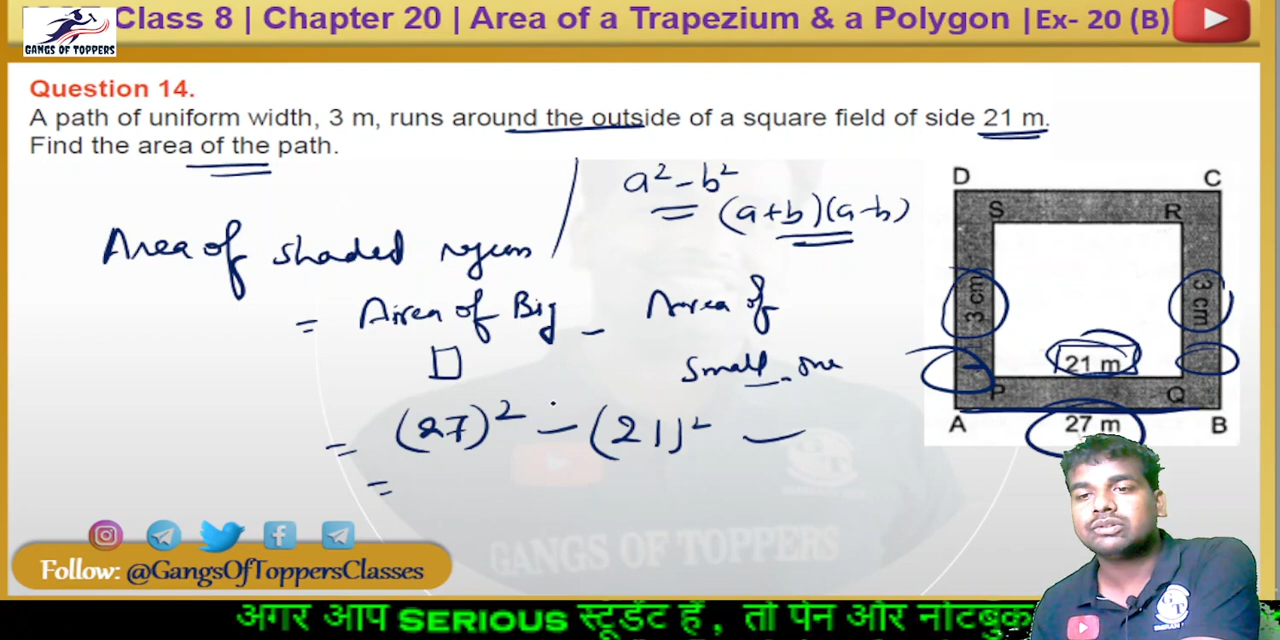 Class 8 | Chapter 20 | Area of a Trapezium & a Polygon | Ex- 20 (B)
GANGS OF TOPPERS
Question 14.
A path of uniform width, 3 m, runs around the outside of a square field of side 21 m.
Find the area of the path.
a² - b²
= (a+b)(a-b)
Area of shaded region
= Area of Big □ - Area of small one
= (27)² - (21)² -
=
D C
S R
3 cm 3 cm
21 m
P Q
A 27 m B
GANGS OF TOPPERS
Follow: @GangsOfToppersClasses
अगर आप SERIOUS स्टूडेंट हैं, तो पेन और नोटबुक